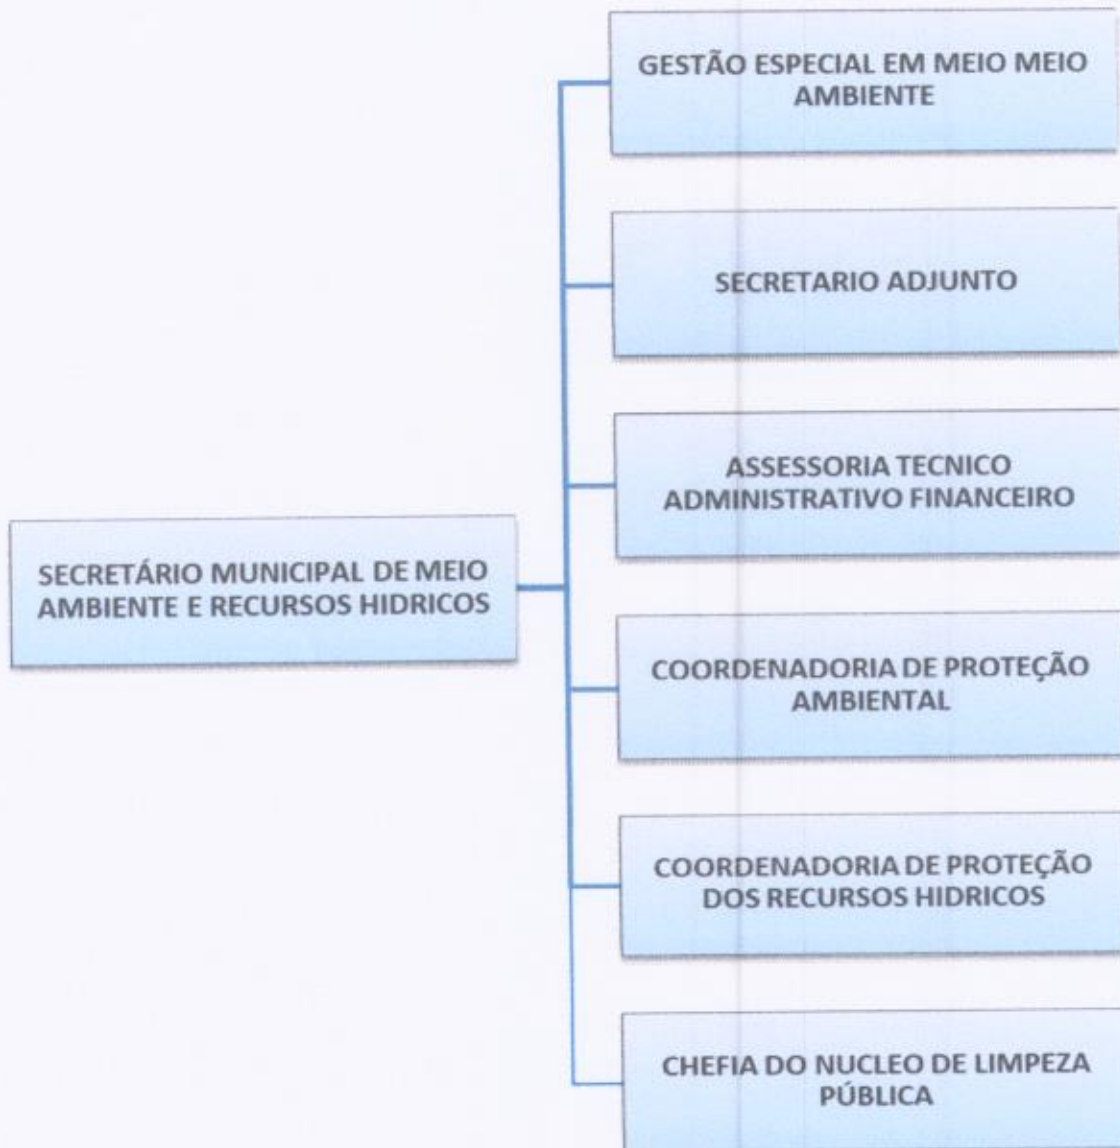 GESTÃO ESPECIAL EM MEIO MEIO
AMBIENTE
SECRETARIO ADJUNTO
ASSESSORIA TECNICO
ADMINISTRATIVO FINANCEIRO
SECRETÁRIO MUNICIPAL DE MEIO
AMBIENTE E RECURSOS HIDRICOS
COORDENADORIA DE PROTEÇÃO
AMBIENTAL
COORDENADORIA DE PROTEÇÃO
DOS RECURSOS HIDRICOS
CHEFIA DO NUCLEO DE LIMPEZA
PÚBLICA